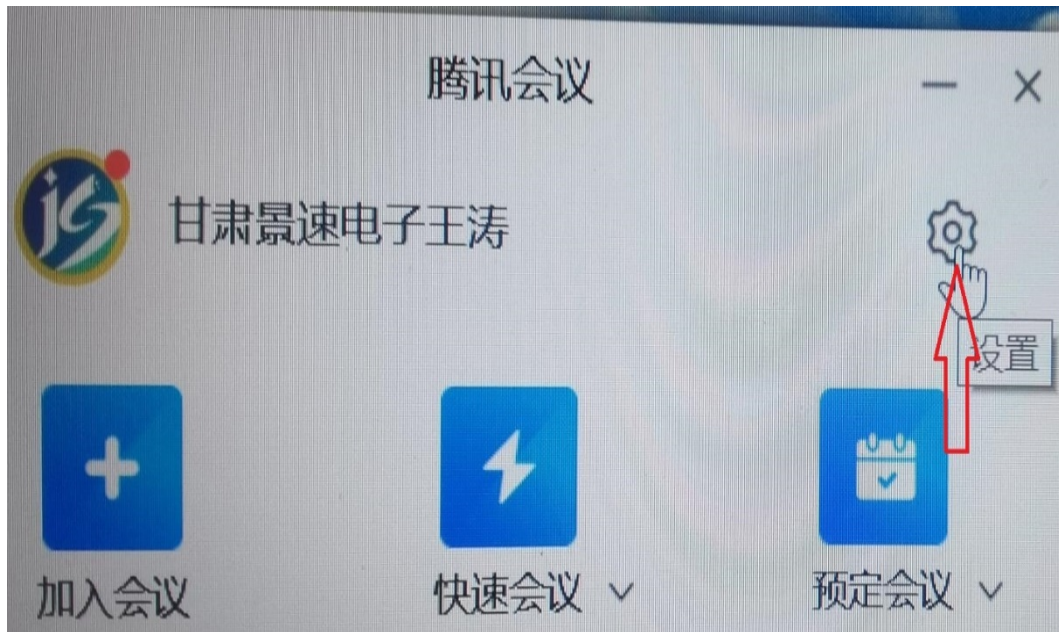 腾讯会议
甘肃景速电子王涛
设置
加入会议
快速会议
预定会议